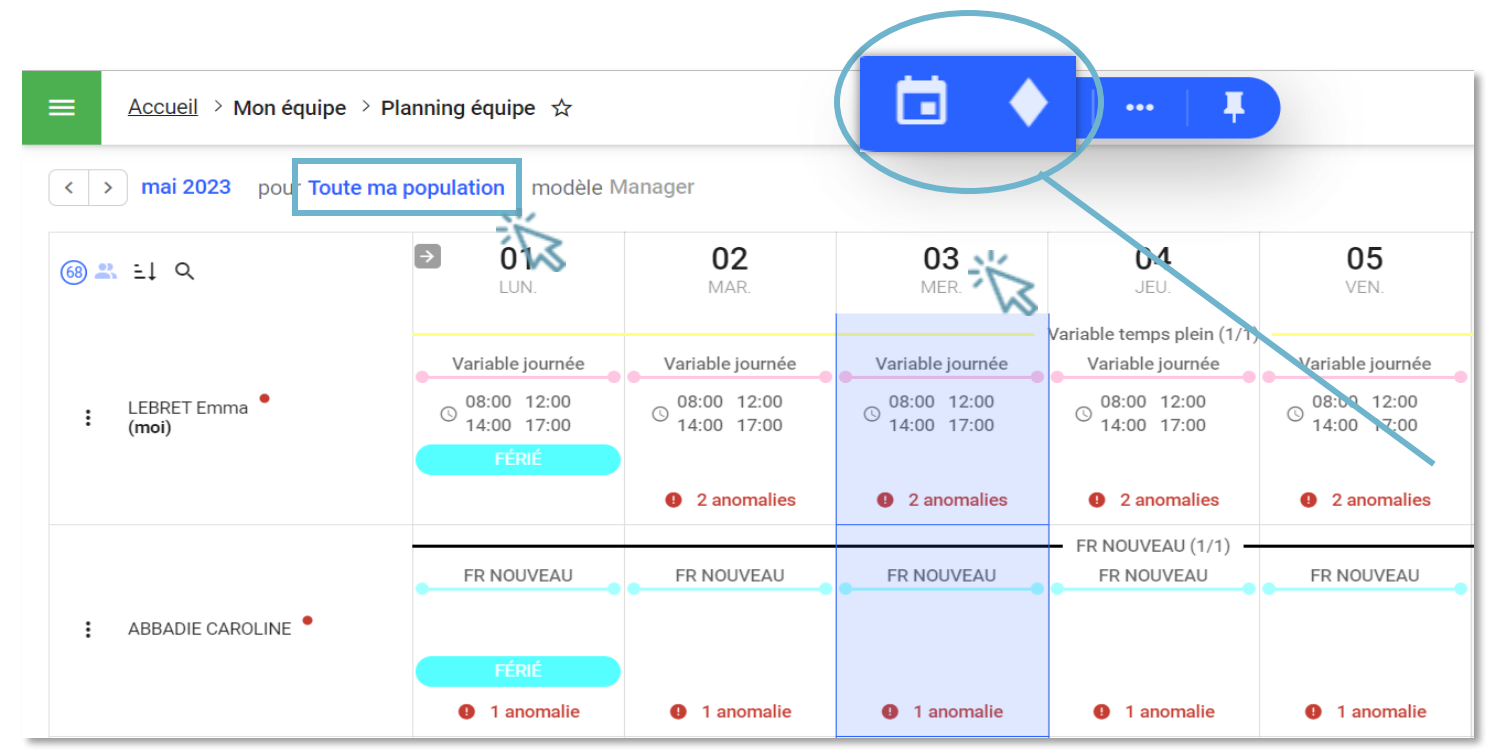 Accueil > Mon équipe > Planning équipe
mai 2023 pour Toute ma population modèle Manager
68
01 02 03 04 05
LUN. MAR. MER. JEU. VEN.
Variable temps plein (1/1)
Variable journée Variable journée Variable journée Variable journée Variable journée
LEBRET Emma
(moi)
08:00 12:00 08:00 12:00 08:00 12:00 08:00 12:00 08:00 12:00
14:00 17:00 14:00 17:00 14:00 17:00 14:00 17:00 14:00 17:00
FÉRIÉ
2 anomalies 2 anomalies 2 anomalies 2 anomalies
FR NOUVEAU (1/1)
FR NOUVEAU FR NOUVEAU FR NOUVEAU FR NOUVEAU FR NOUVEAU
ABBADIE CAROLINE
FÉRIÉ
1 anomalie 1 anomalie 1 anomalie 1 anomalie 1 anomalie